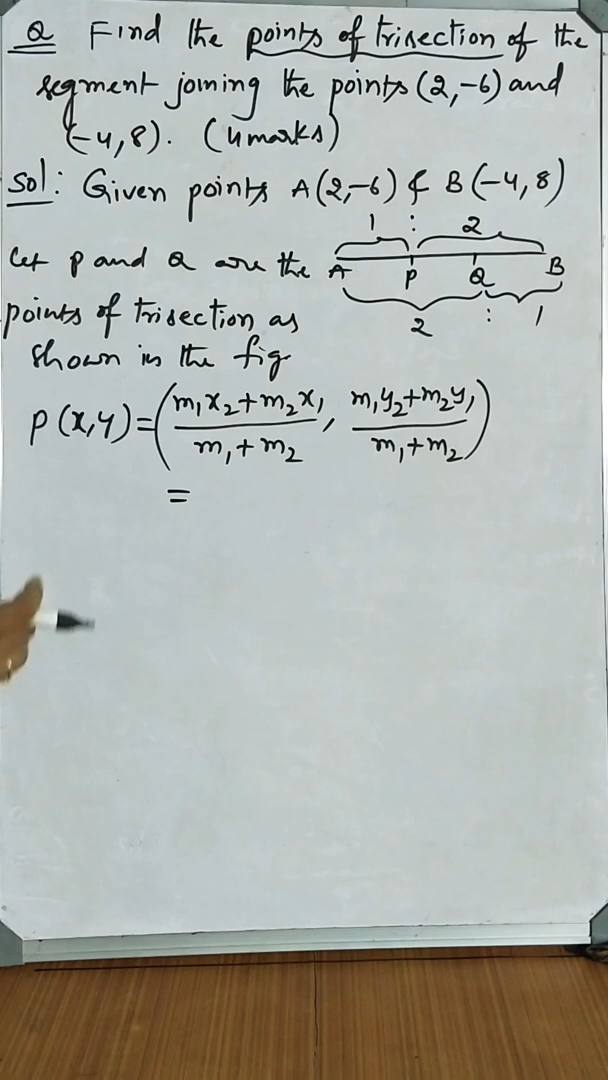 Q Find the points of trisection of the
segment joining the points (2,-6) and
(-4,8). (4marks)
Sol: Given points A(2,-6) & B(-4,8)
1 : 2
let P and Q are the A P Q B
points of trisection as 2 : 1
shown in the fig
P(x,y)=(m₁x₂+m₂x₁/m₁+m₂, m₁y₂+m₂y₁/m₁+m₂)
=